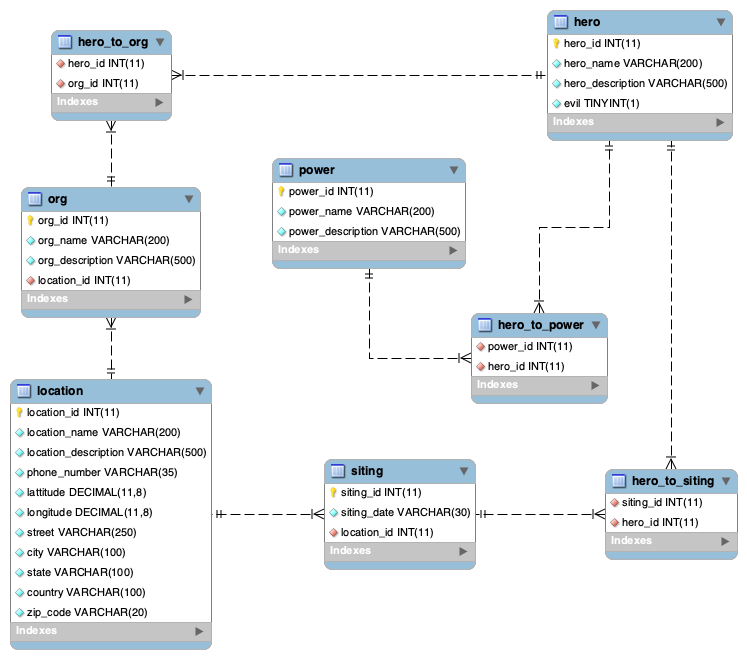 hero_to_org
hero_id INT(11)
org_id INT(11)
Indexes
hero
hero_id INT(11)
hero_name VARCHAR(200)
hero_description VARCHAR(500)
evil TINYINT(1)
Indexes
power
power_id INT(11)
power_name VARCHAR(200)
power_description VARCHAR(500)
Indexes
org
org_id INT(11)
org_name VARCHAR(200)
org_description VARCHAR(500)
location_id INT(11)
Indexes
hero_to_power
power_id INT(11)
hero_id INT(11)
Indexes
location
location_id INT(11)
location_name VARCHAR(200)
location_description VARCHAR(500)
phone_number VARCHAR(35)
lattitude DECIMAL(11,8)
longitude DECIMAL(11,8)
street VARCHAR(250)
city VARCHAR(100)
state VARCHAR(100)
country VARCHAR(100)
zip_code VARCHAR(20)
Indexes
siting
siting_id INT(11)
siting_date VARCHAR(30)
location_id INT(11)
Indexes
hero_to_siting
siting_id INT(11)
hero_id INT(11)
Indexes